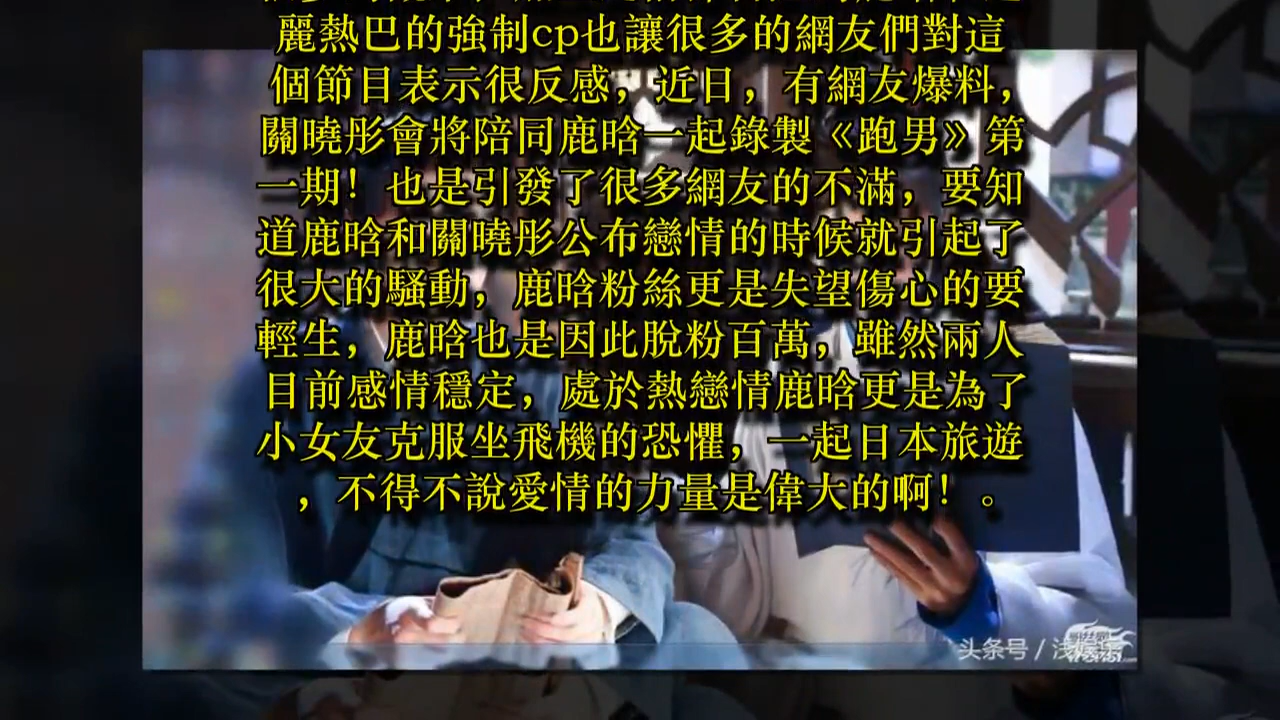 麗熱巴的強制cp也讓很多的網友們對這
個節目表示很反感，近日，有網友爆料，
關曉彤會將陪同鹿晗一起錄製《跑男》第
一期！也是引發了很多網友的不滿，要知
道鹿晗和關曉彤公布戀情的時候就引起了
很大的騷動，鹿晗粉絲更是失望傷心的要
輕生，鹿晗也是因此脫粉百萬，雖然兩人
目前感情穩定，處於熱戀情鹿晗更是為了
小女友克服坐飛機的恐懼，一起日本旅遊
，不得不說愛情的力量是偉大的啊！。
头条号 / 浅娱乐